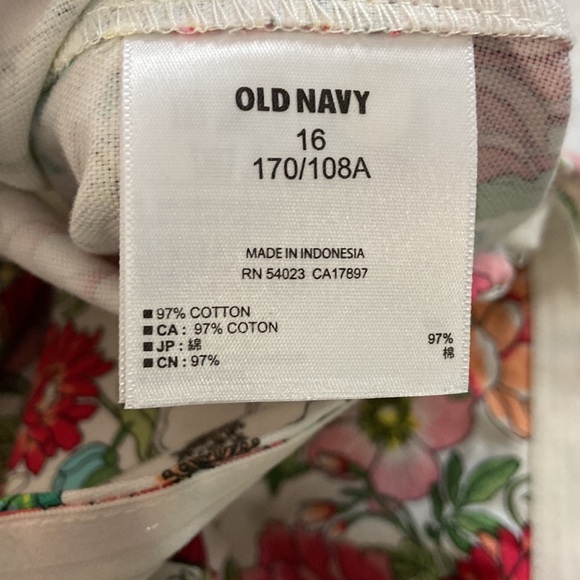 OLD NAVY
16
170/108A
MADE IN INDONESIA
RN 54023 CA17897
■ 97% COTTON
■ CA : 97% COTON
■ JP : 綿
■ CN : 97%
97%
棉